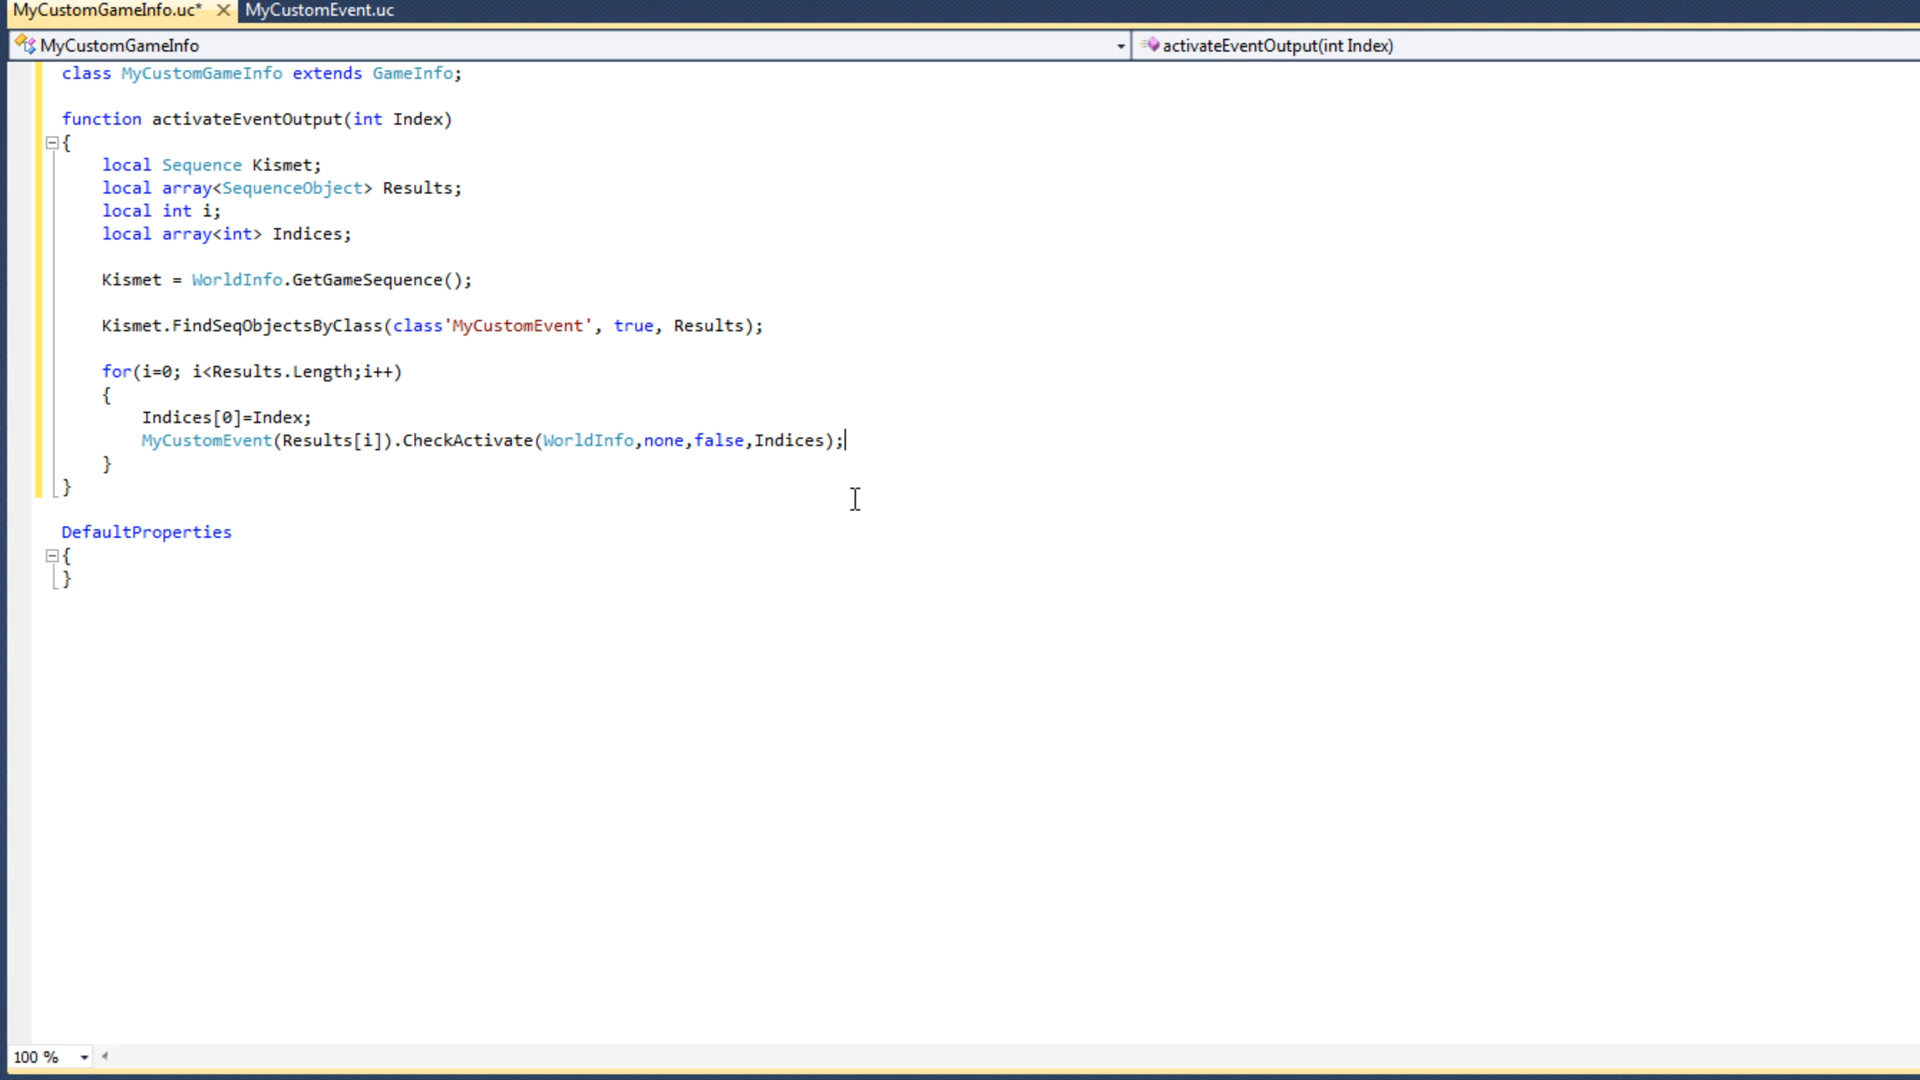 MyCustomGameInfo.uc* MyCustomEvent.uc
MyCustomGameInfo activateEventOutput(int Index)
class MyCustomGameInfo extends GameInfo;
function activateEventOutput(int Index)
{
local Sequence Kismet;
local array<SequenceObject> Results;
local int i;
local array<int> Indices;
Kismet = WorldInfo.GetGameSequence();
Kismet.FindSeqObjectsByClass(class'MyCustomEvent', true, Results);
for(i=0; i<Results.Length;i++)
{
Indices[0]=Index;
MyCustomEvent(Results[i]).CheckActivate(WorldInfo,none,false,Indices);
}
}
DefaultProperties
{
}
100 %